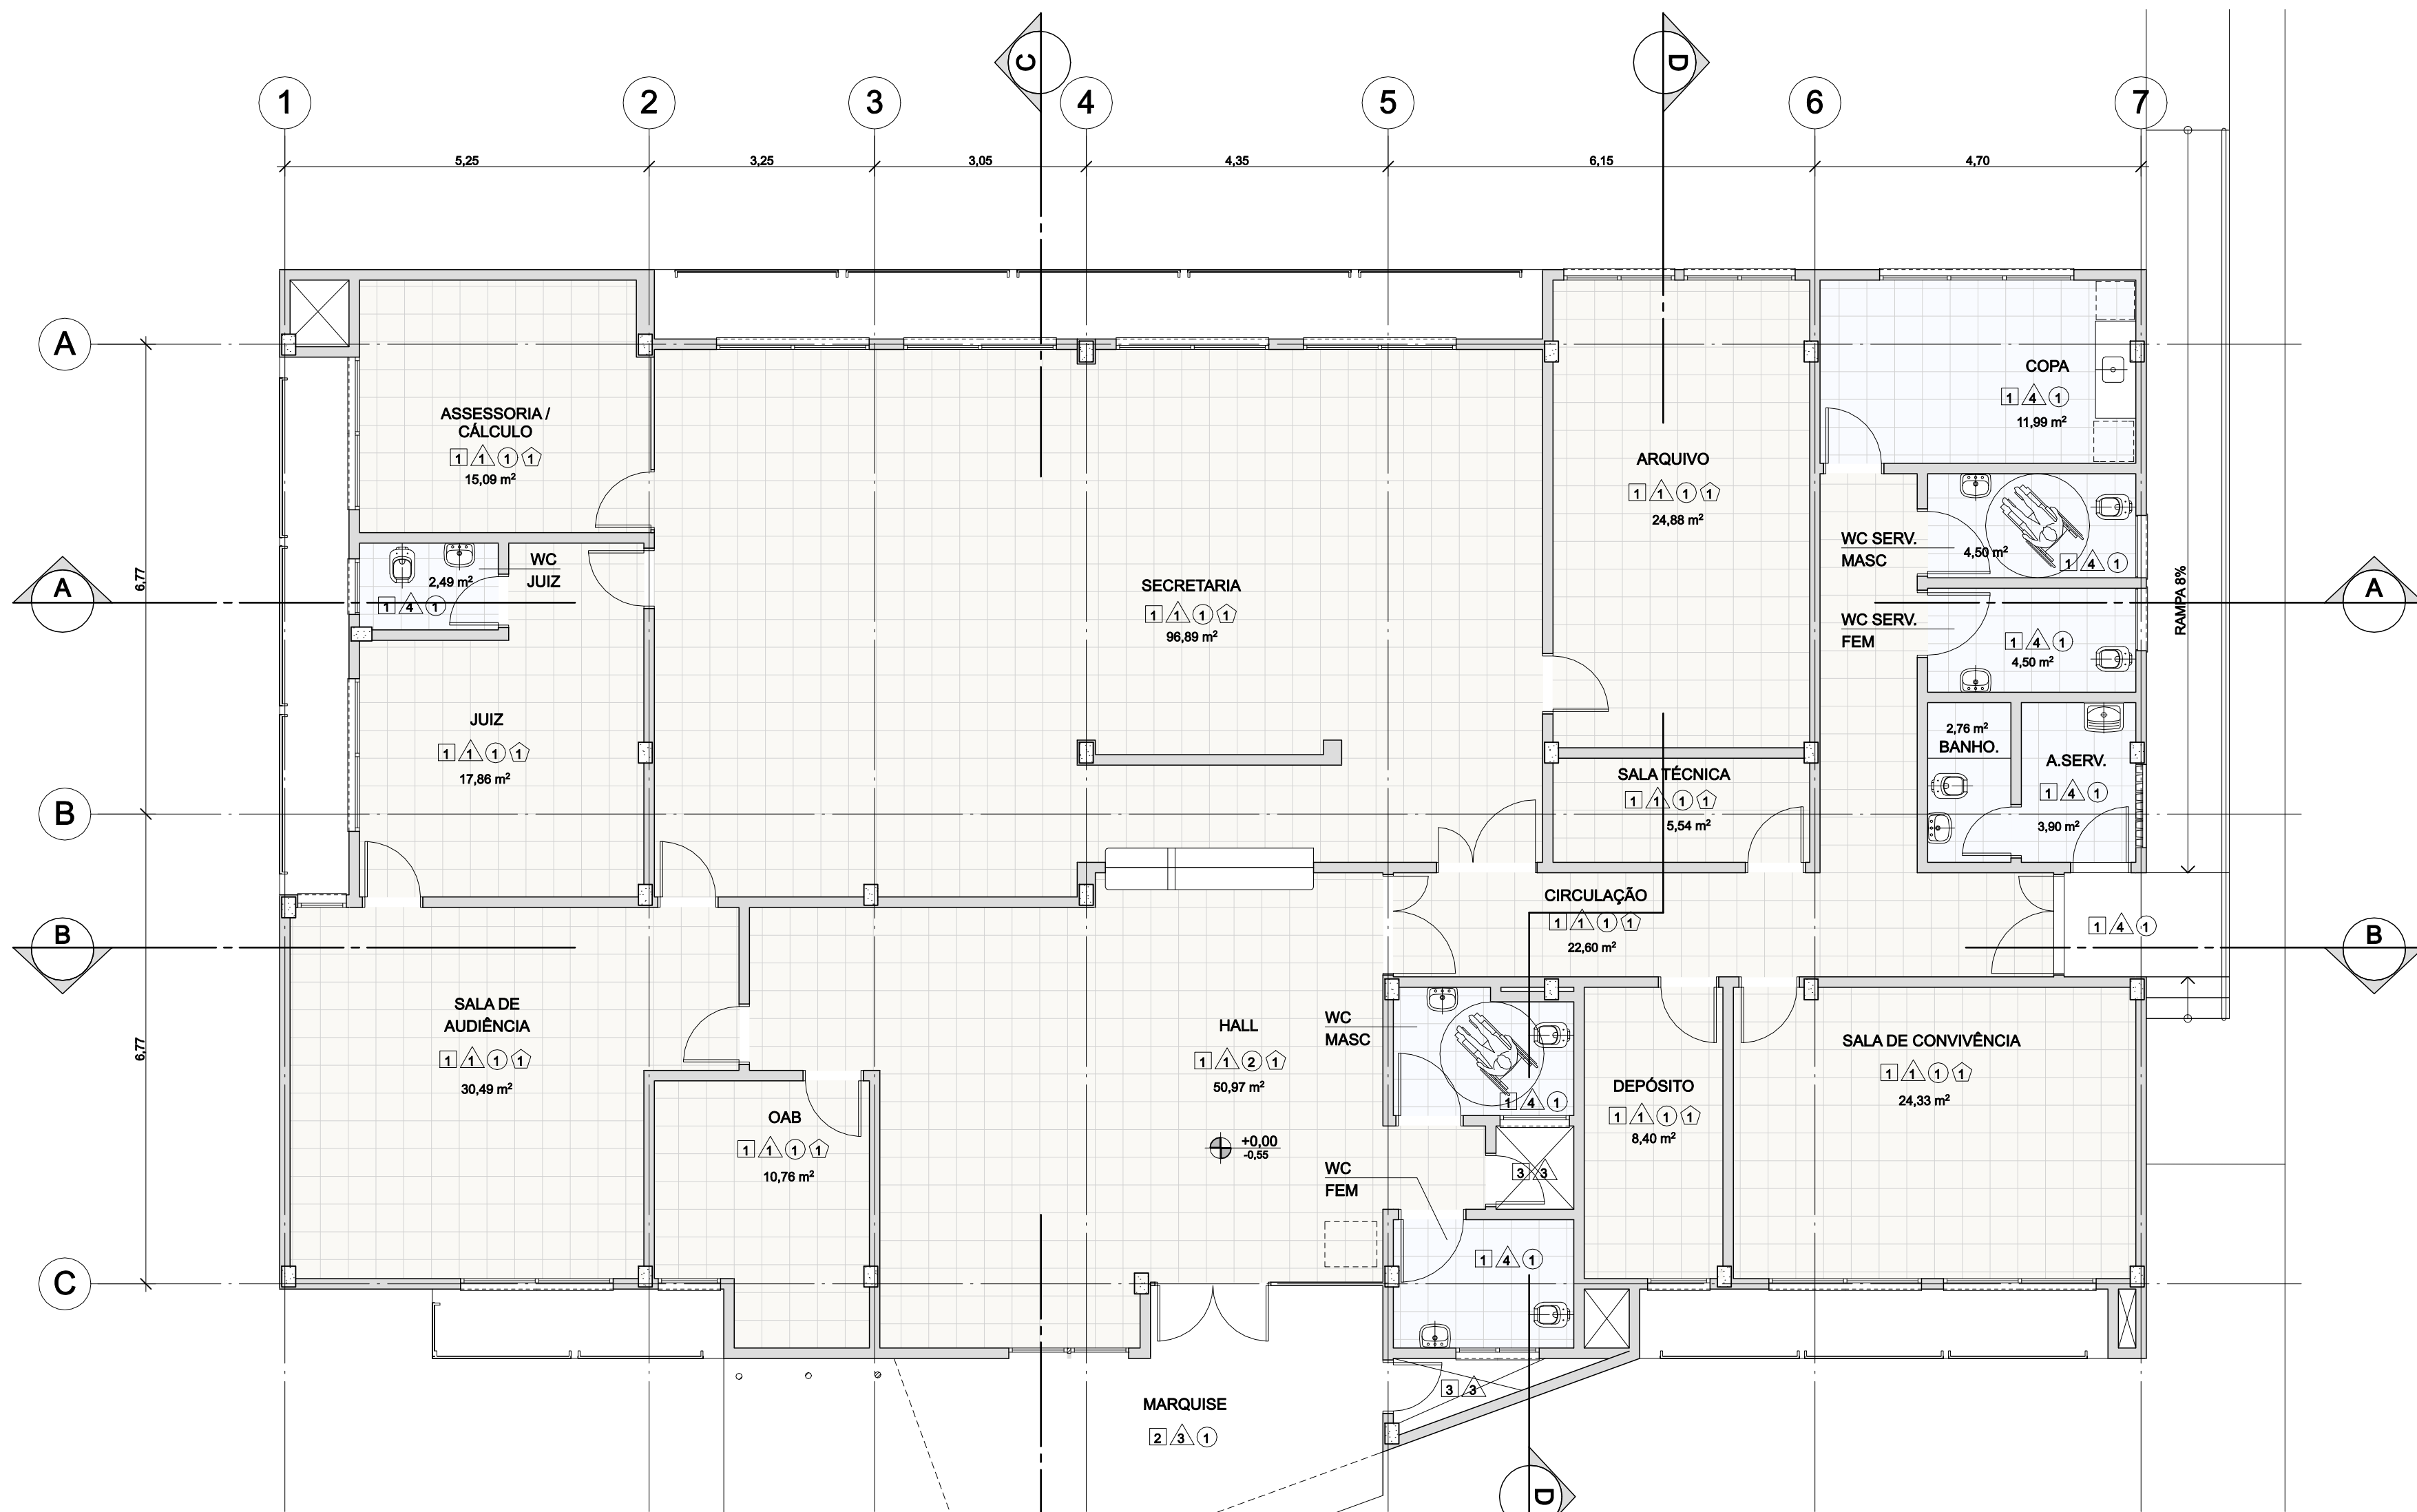 C
D
1
2
3
4
5
6
7
5,25
3,25
3,05
4,35
6,15
4,70
A
COPA
1 4 1
11,99 m²
ASSESSORIA /
CÁLCULO
1 1 1 1
15,09 m²
ARQUIVO
1 1 1 1
24,88 m²
WC SERV.
MASC
4,50 m²
1 4 1
WC
JUIZ
2,49 m²
1 4 1
A
6,77
SECRETARIA
1 1 1 1
96,89 m²
A
RAMPA 8%
WC SERV.
FEM
1 4 1
4,50 m²
JUIZ
1 1 1 1
17,86 m²
2,76 m²
BANHO.
A.SERV.
1 4 1
3,90 m²
SALA TÉCNICA
1 1 1 1
5,54 m²
B
CIRCULAÇÃO
1 1 1 1
22,60 m²
1 4 1
B
B
SALA DE
AUDIÊNCIA
1 1 1 1
30,49 m²
6,77
HALL
1 1 2 1
50,97 m²
WC
MASC
1 4 1
SALA DE CONVIVÊNCIA
1 1 1 1
24,33 m²
DEPÓSITO
1 1 1 1
8,40 m²
OAB
1 1 1 1
10,76 m²
+0,00
-0,55
WC
FEM
3 3
1 4 1
C
3 3
MARQUISE
2 3 1
D